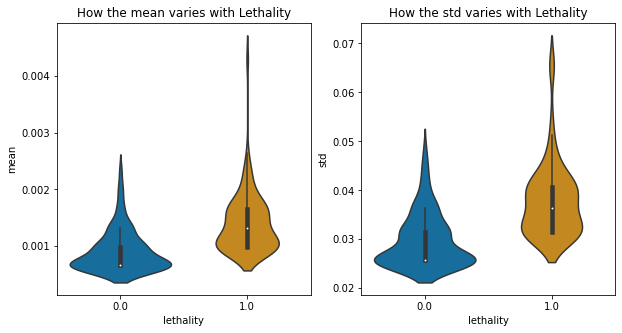 How the mean varies with Lethality
0.004
0.003
0.002
0.001
mean
0.0
1.0
lethality
How the std varies with Lethality
0.07
0.06
0.05
0.04
0.03
0.02
std
0.0
1.0
lethality